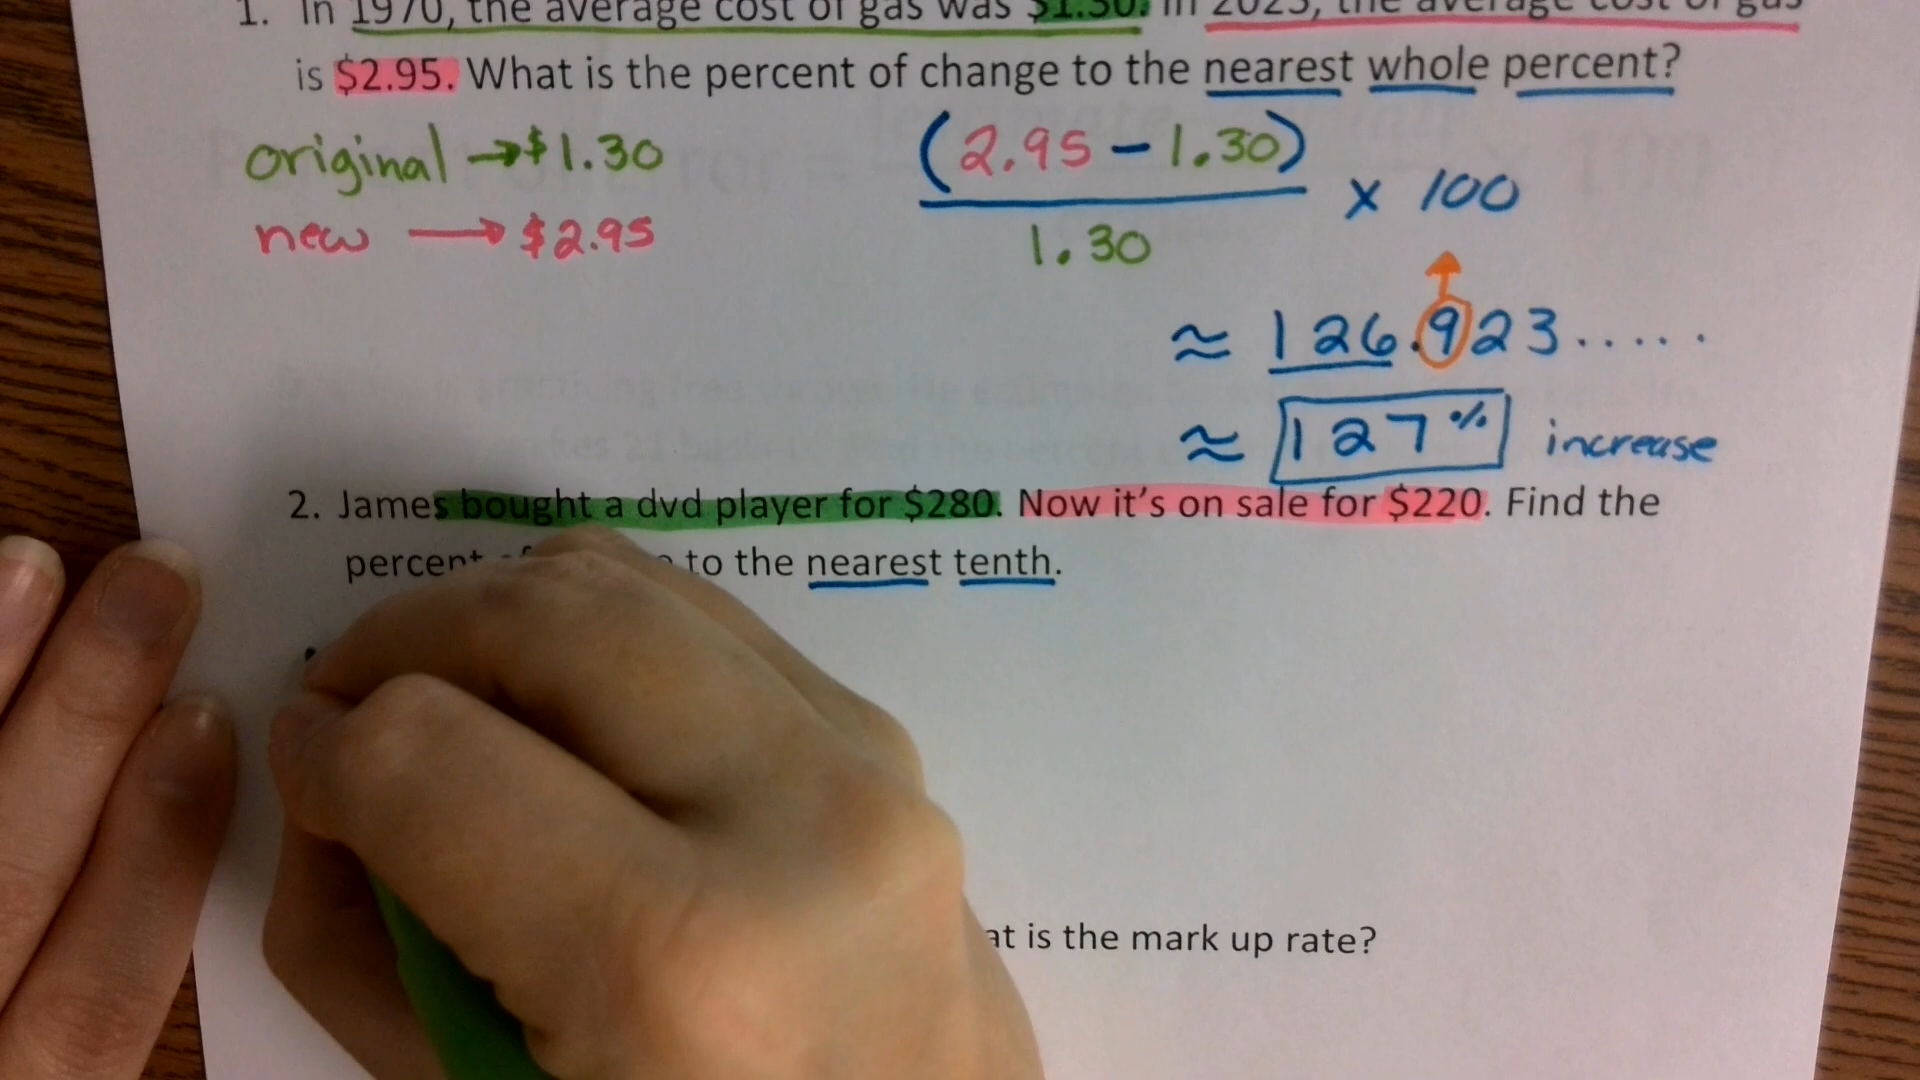 1. In 1970, the average cost of gas was $1.30. In 2023, the average cost of gas
is $2.95. What is the percent of change to the nearest whole percent?
original → $1.30
new → $2.95
(2.95 - 1.30)
1.30
x 100
≈ 126.923.....
≈ 127% increase
2. James bought a dvd player for $280. Now it's on sale for $220. Find the
percent to the nearest tenth.
is the mark up rate?